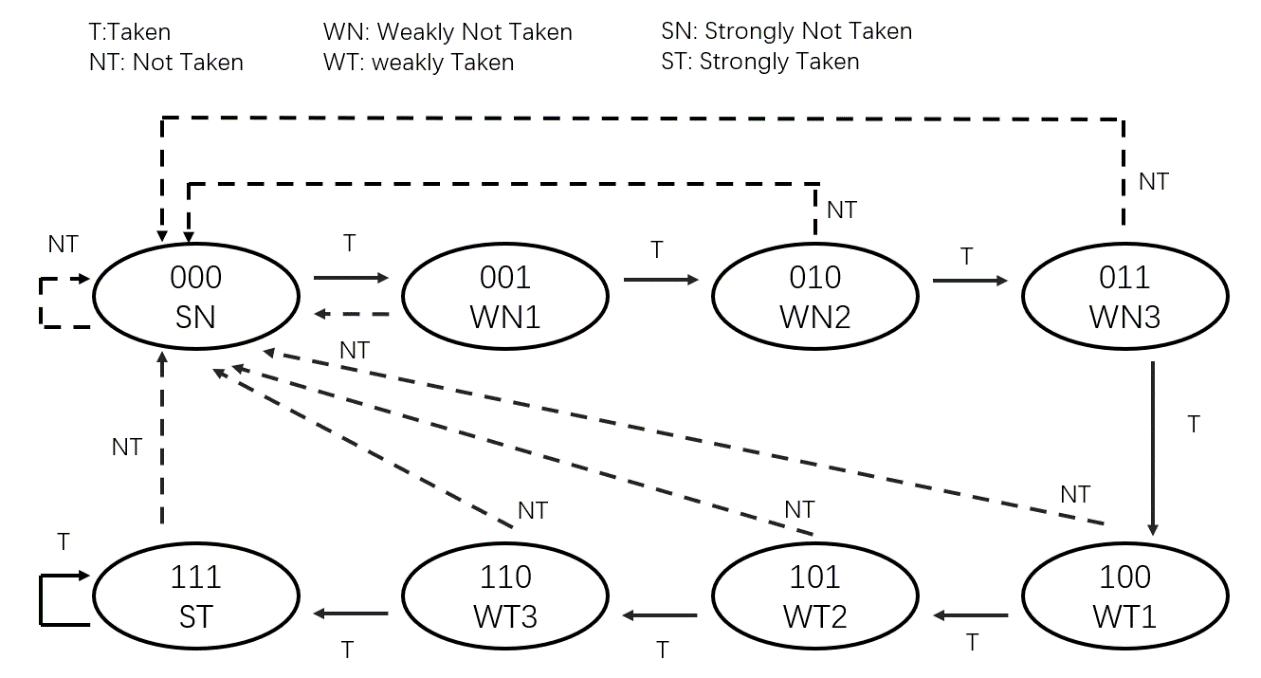 T:Taken WN: Weakly Not Taken SN: Strongly Not Taken
NT: Not Taken WT: weakly Taken ST: Strongly Taken
NT
NT
NT T T T
000 001 010 011
SN WN1 WN2 WN3
NT
T
NT
NT
NT NT
T
111 110 101 100
ST WT3 WT2 WT1
T T T